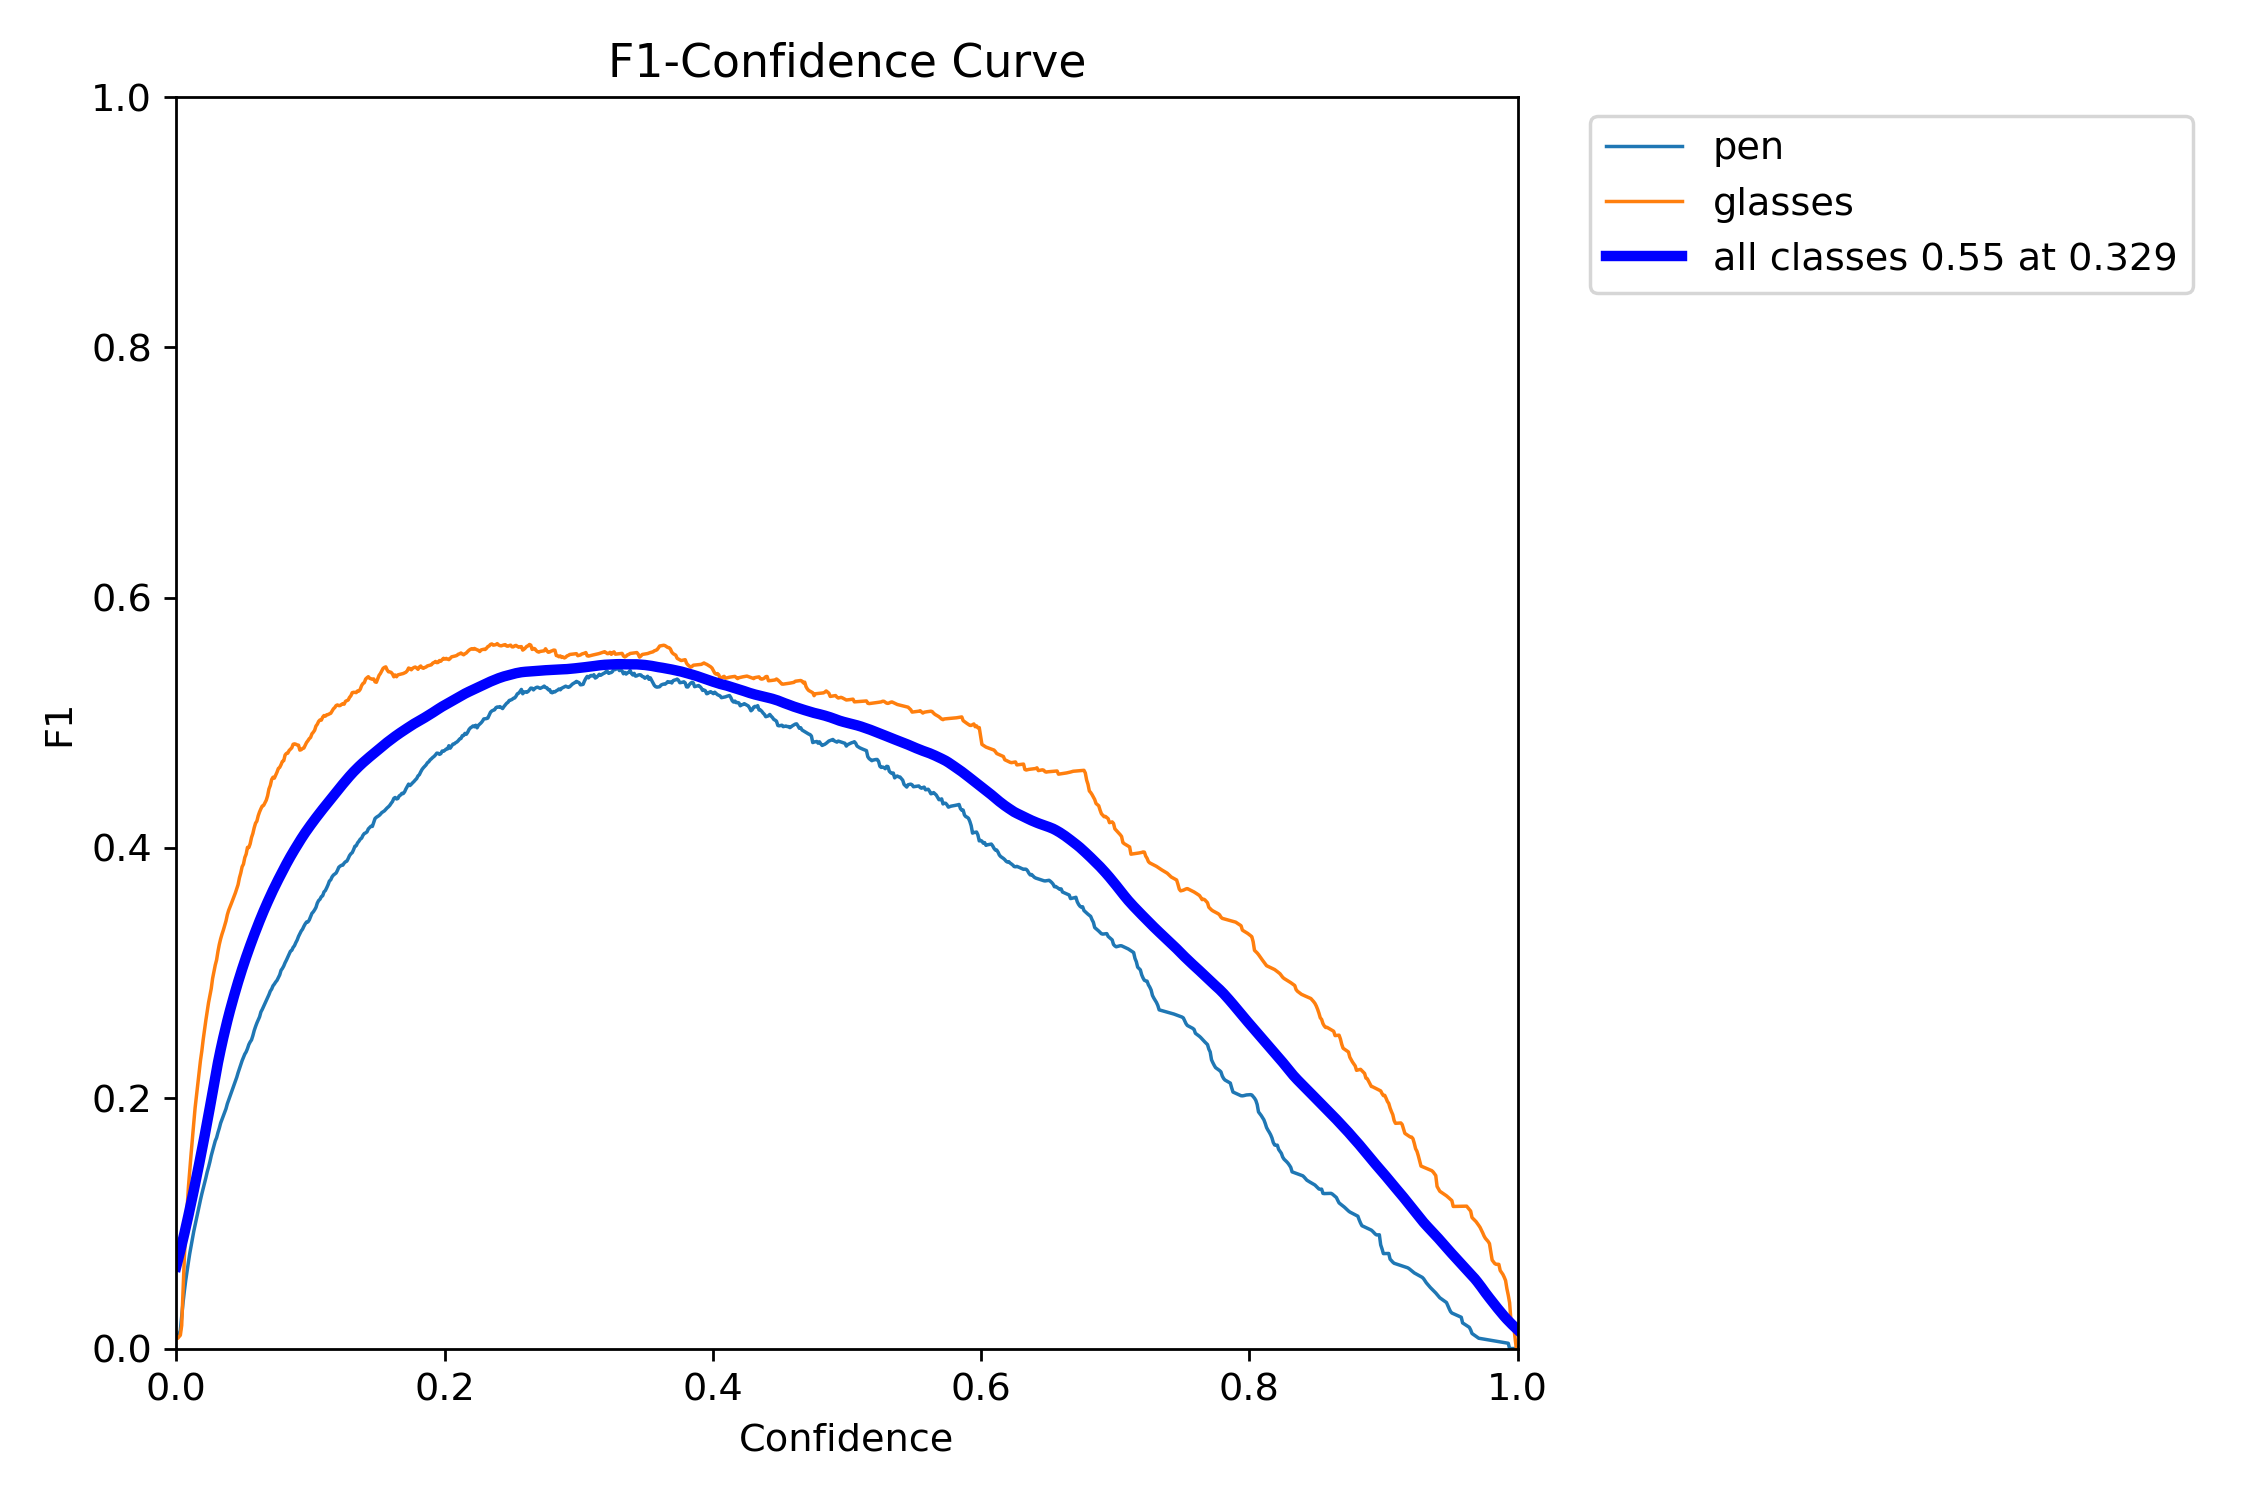 F1-Confidence Curve
1.0
0.8
0.6
0.4
0.2
0.0
F1
0.0 0.2 0.4 0.6 0.8 1.0
Confidence
pen
glasses
all classes 0.55 at 0.329